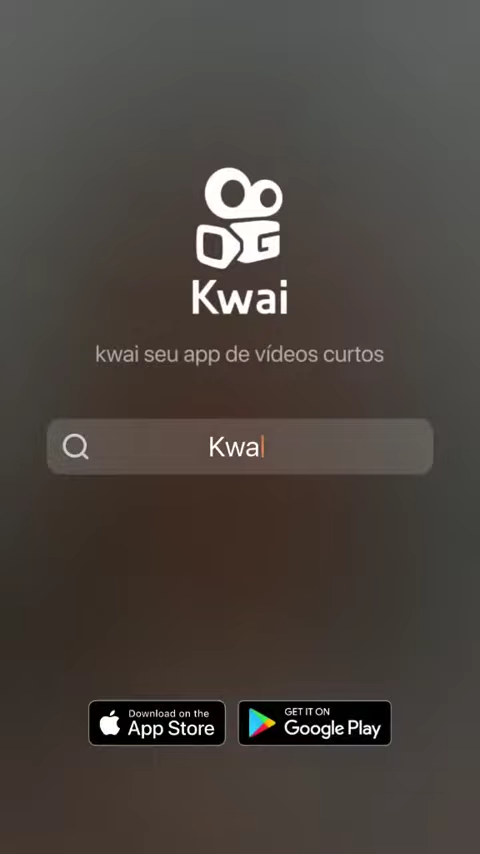 Kwai
kwai seu app de vídeos curtos
Kwa
Download on the
App Store
GET IT ON
Google Play